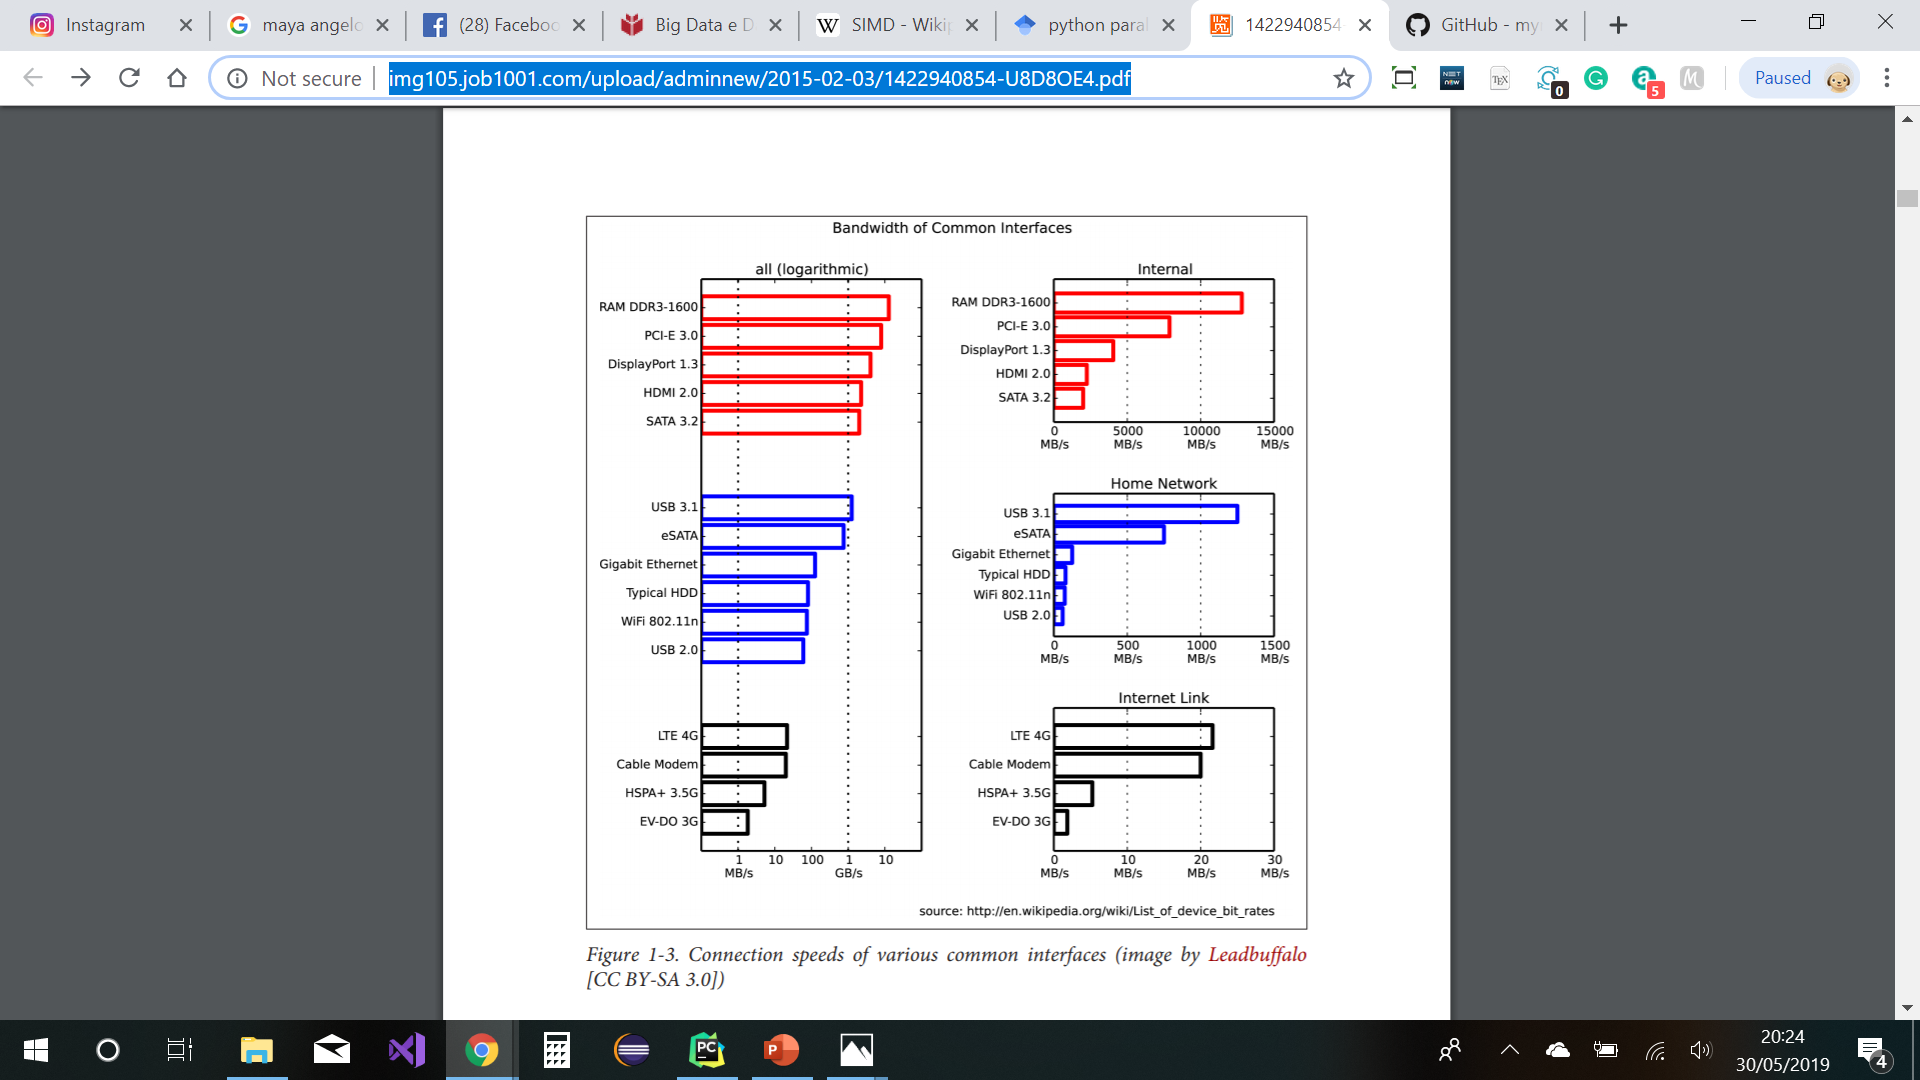 Instagram
maya angelo
(28) Faceboo
Big Data e D
SIMD - Wiki
python paral
1422940854
GitHub - my
Not secure
img105.job1001.com/upload/adminnew/2015-02-03/1422940854-U8D8OE4.pdf
0
5
Paused
Bandwidth of Common Interfaces
all (logarithmic)
RAM DDR3-1600
PCI-E 3.0
DisplayPort 1.3
HDMI 2.0
SATA 3.2
USB 3.1
eSATA
Gigabit Ethernet
Typical HDD
WiFi 802.11n
USB 2.0
LTE 4G
Cable Modem
HSPA+ 3.5G
EV-DO 3G
1 10 100 1 10
MB/s GB/s
Internal
RAM DDR3-1600
PCI-E 3.0
DisplayPort 1.3
HDMI 2.0
SATA 3.2
0 5000 10000 15000
MB/s MB/s MB/s MB/s
Home Network
USB 3.1
eSATA
Gigabit Ethernet
Typical HDD
WiFi 802.11n
USB 2.0
0 500 1000 1500
MB/s MB/s MB/s MB/s
Internet Link
LTE 4G
Cable Modem
HSPA+ 3.5G
EV-DO 3G
0 10 20 30
MB/s MB/s MB/s MB/s
source: http://en.wikipedia.org/wiki/List_of_device_bit_rates
Figure 1-3. Connection speeds of various common interfaces (image by Leadbuffalo
[CC BY-SA 3.0])
20:24
30/05/2019
4